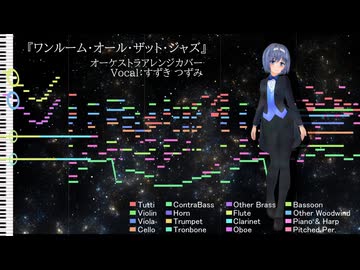 『ワンルーム・オール・ザット・ジャズ』
オーケストラアレンジカバー
Vocal：すずき つづみ
Tutti
Violin
Viola
Cello
ContraBass
Horn
Trumpet
Trombone
Other Brass
Flute
Clarinet
Oboe
Bassoon
Other Woodwind
Piano & Harp
Pitched Per.